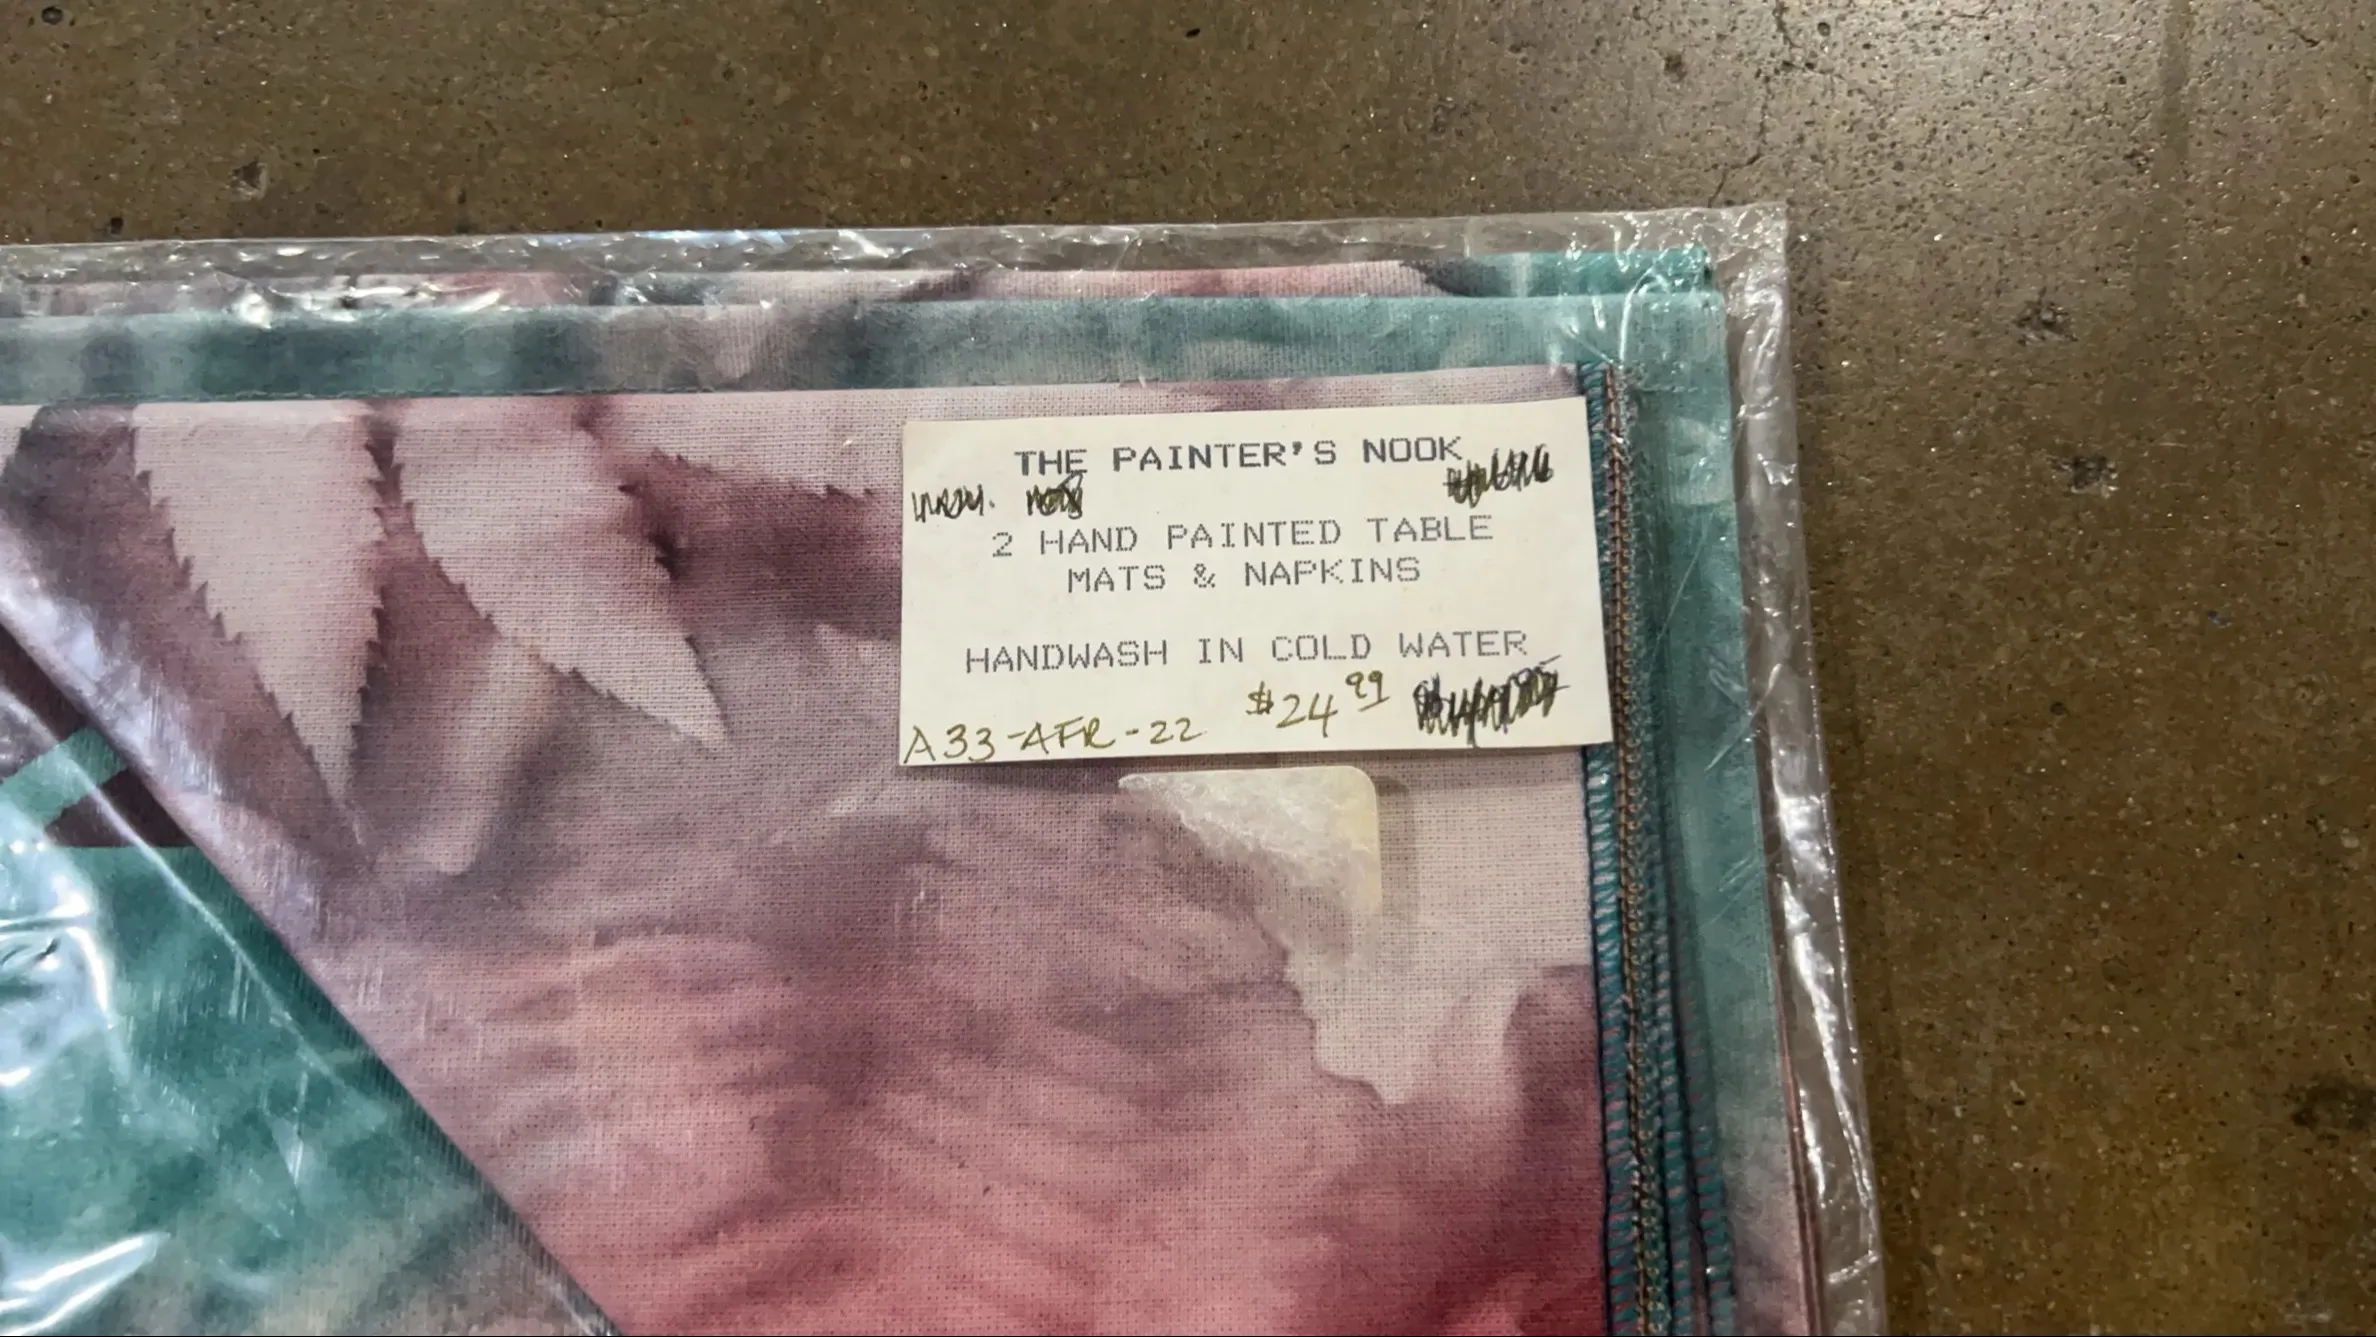 THE PAINTER'S NOOK
2 HAND PAINTED TABLE
MATS & NAPKINS
HANDWASH IN COLD WATER
$24.99
A33-AFR-22